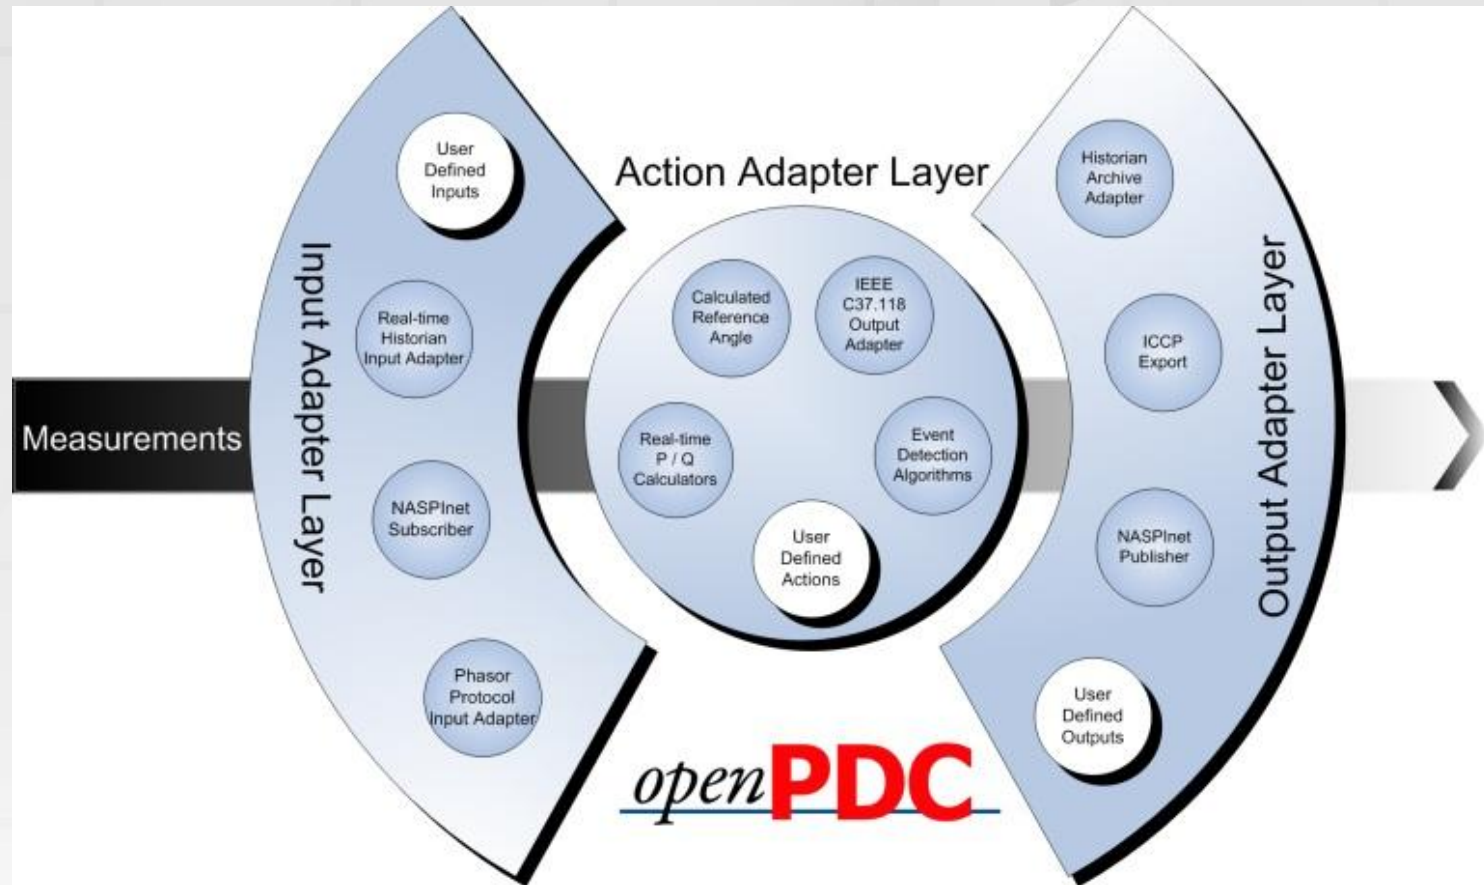 Measurements
Input Adapter Layer
User
Defined
Inputs
Real-time
Historian
Input Adapter
NASPInet
Subscriber
Phasor
Protocol
Input Adapter
Action Adapter Layer
Calculated
Reference
Angle
IEEE
C37.118
Output
Adapter
Real-time
P / Q
Calculators
Event
Detection
Algorithms
User
Defined
Actions
Output Adapter Layer
Historian
Archive
Adapter
ICCP
Export
NASPInet
Publisher
User
Defined
Outputs
openPDC